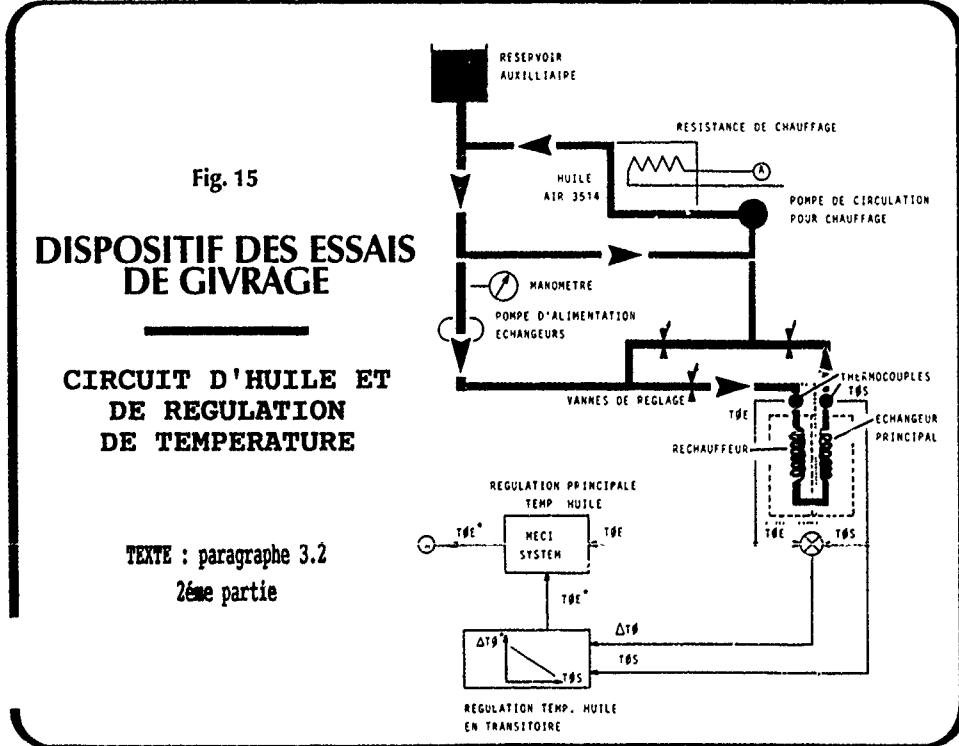 RESERVOIR
AUXILLIAIRE
RESISTANCE DE CHAUFFAGE
A
HUILE
AIR 3514
POMPE DE CIRCULATION
POUR CHAUFFAGE
Fig. 15
DISPOSITIF DES ESSAIS
DE GIVRAGE
MANOMETRE
POMPE D'ALIMENTATION
ECHANGEURS
CIRCUIT D'HUILE ET
DE REGULATION
DE TEMPERATURE
VANNES DE REGLAGE
THERMOCOUPLES
TØE
TØS
ECHANGEUR
PRINCIPAL
RECHAUFFEUR
REGULATION PRINCIPALE
TEMP HUILE
TØE*
MECI
SYSTEM
TØE
TØE
TØS
TEXTE : paragraphe 3.2
2éme partie
TØE*
ΔTØ
ΔTØ*
TØS
TØS
REGULATION TEMP. HUILE
EN TRANSITOIRE